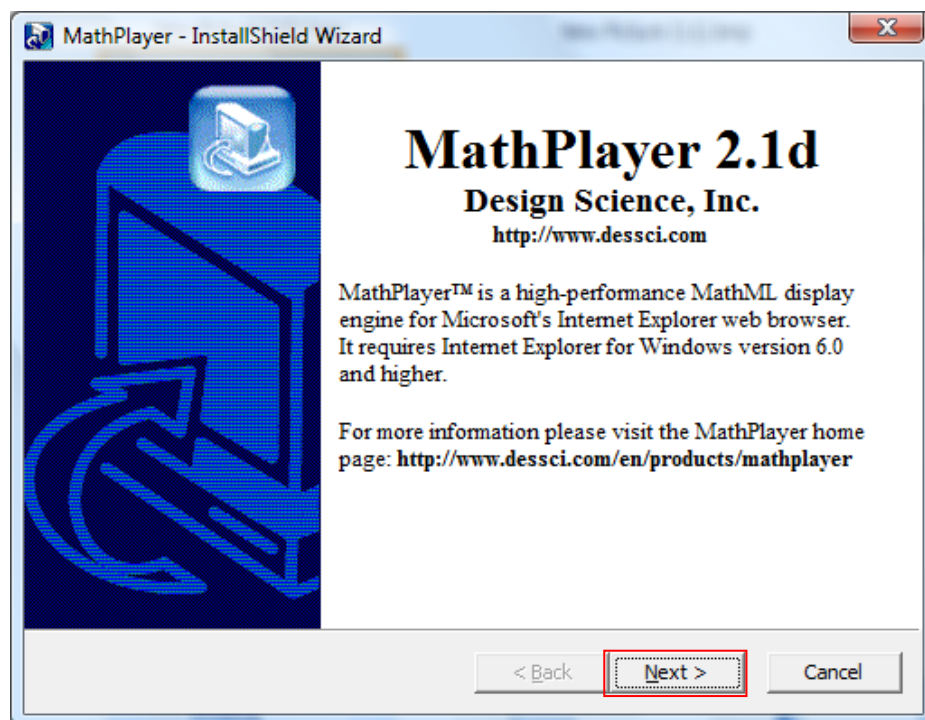 MathPlayer - InstallShield Wizard
MathPlayer 2.1d
Design Science, Inc.
http://www.dessci.com
MathPlayer™ is a high-performance MathML display
engine for Microsoft's Internet Explorer web browser.
It requires Internet Explorer for Windows version 6.0
and higher.
For more information please visit the MathPlayer home
page: http://www.dessci.com/en/products/mathplayer
< Back Next > Cancel